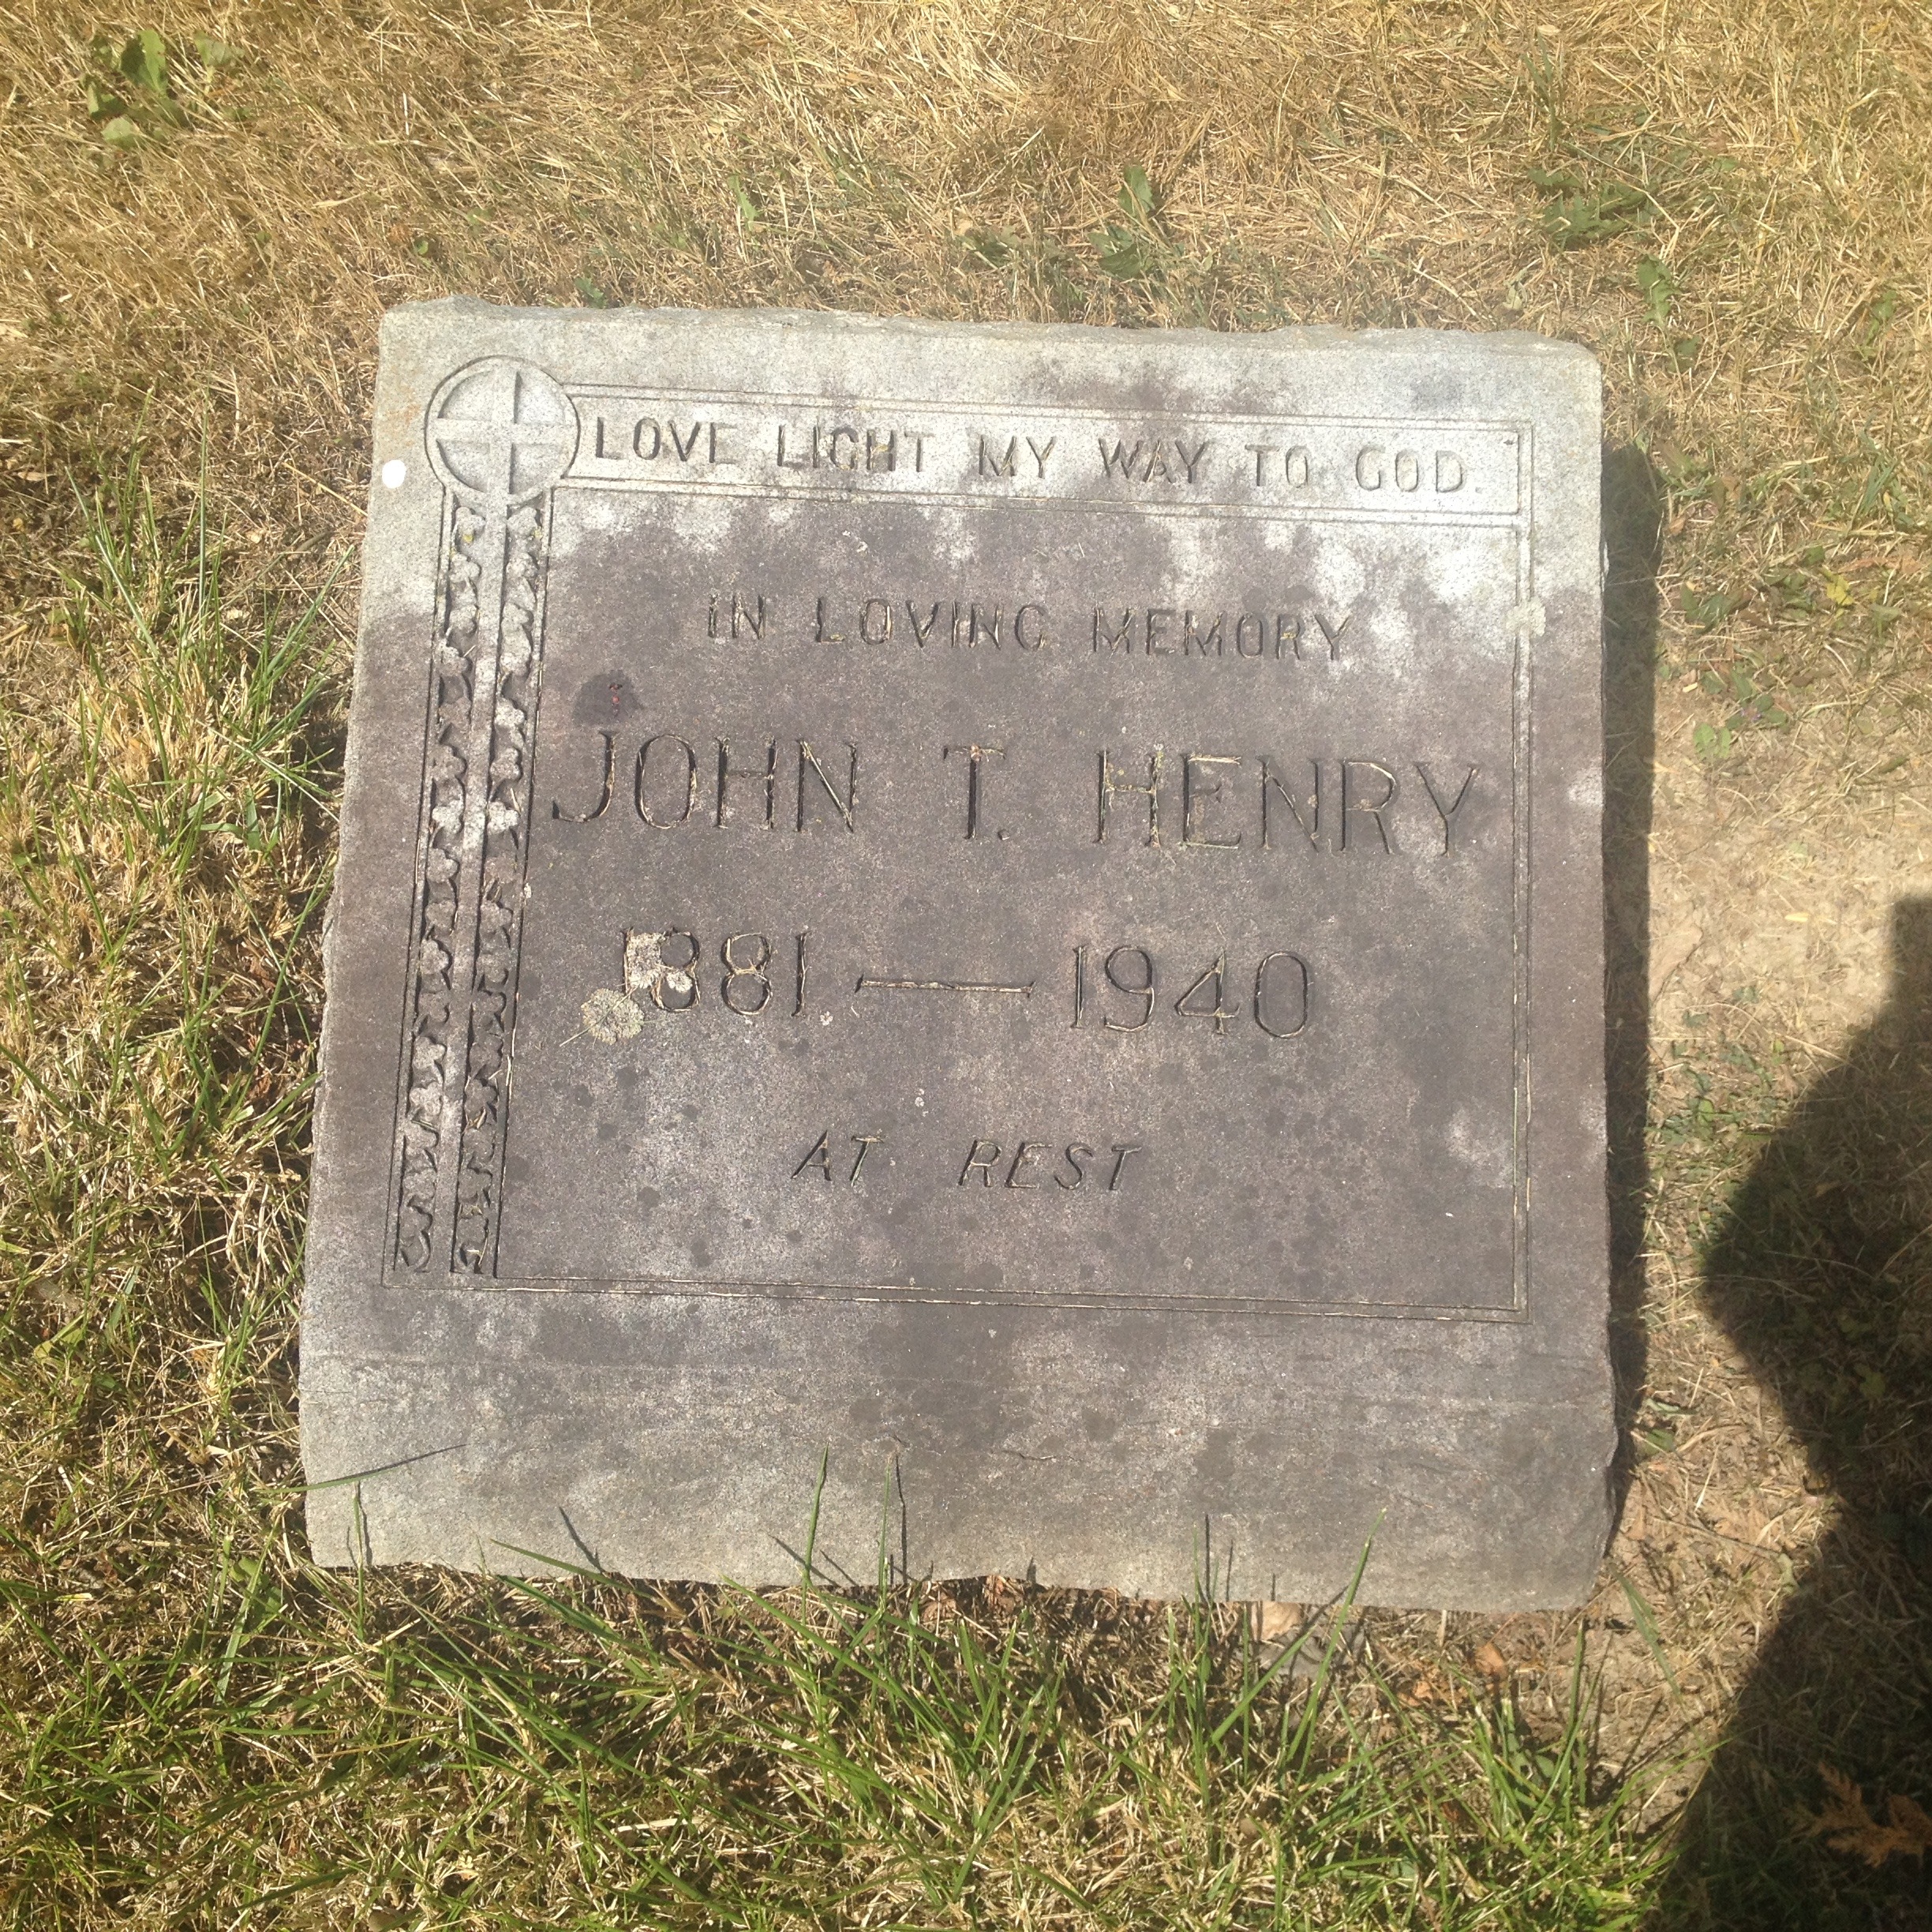 LOVE LIGHT MY WAY TO GOD.
IN LOVING MEMORY
JOHN T. HENRY
1881 — 1940
AT REST